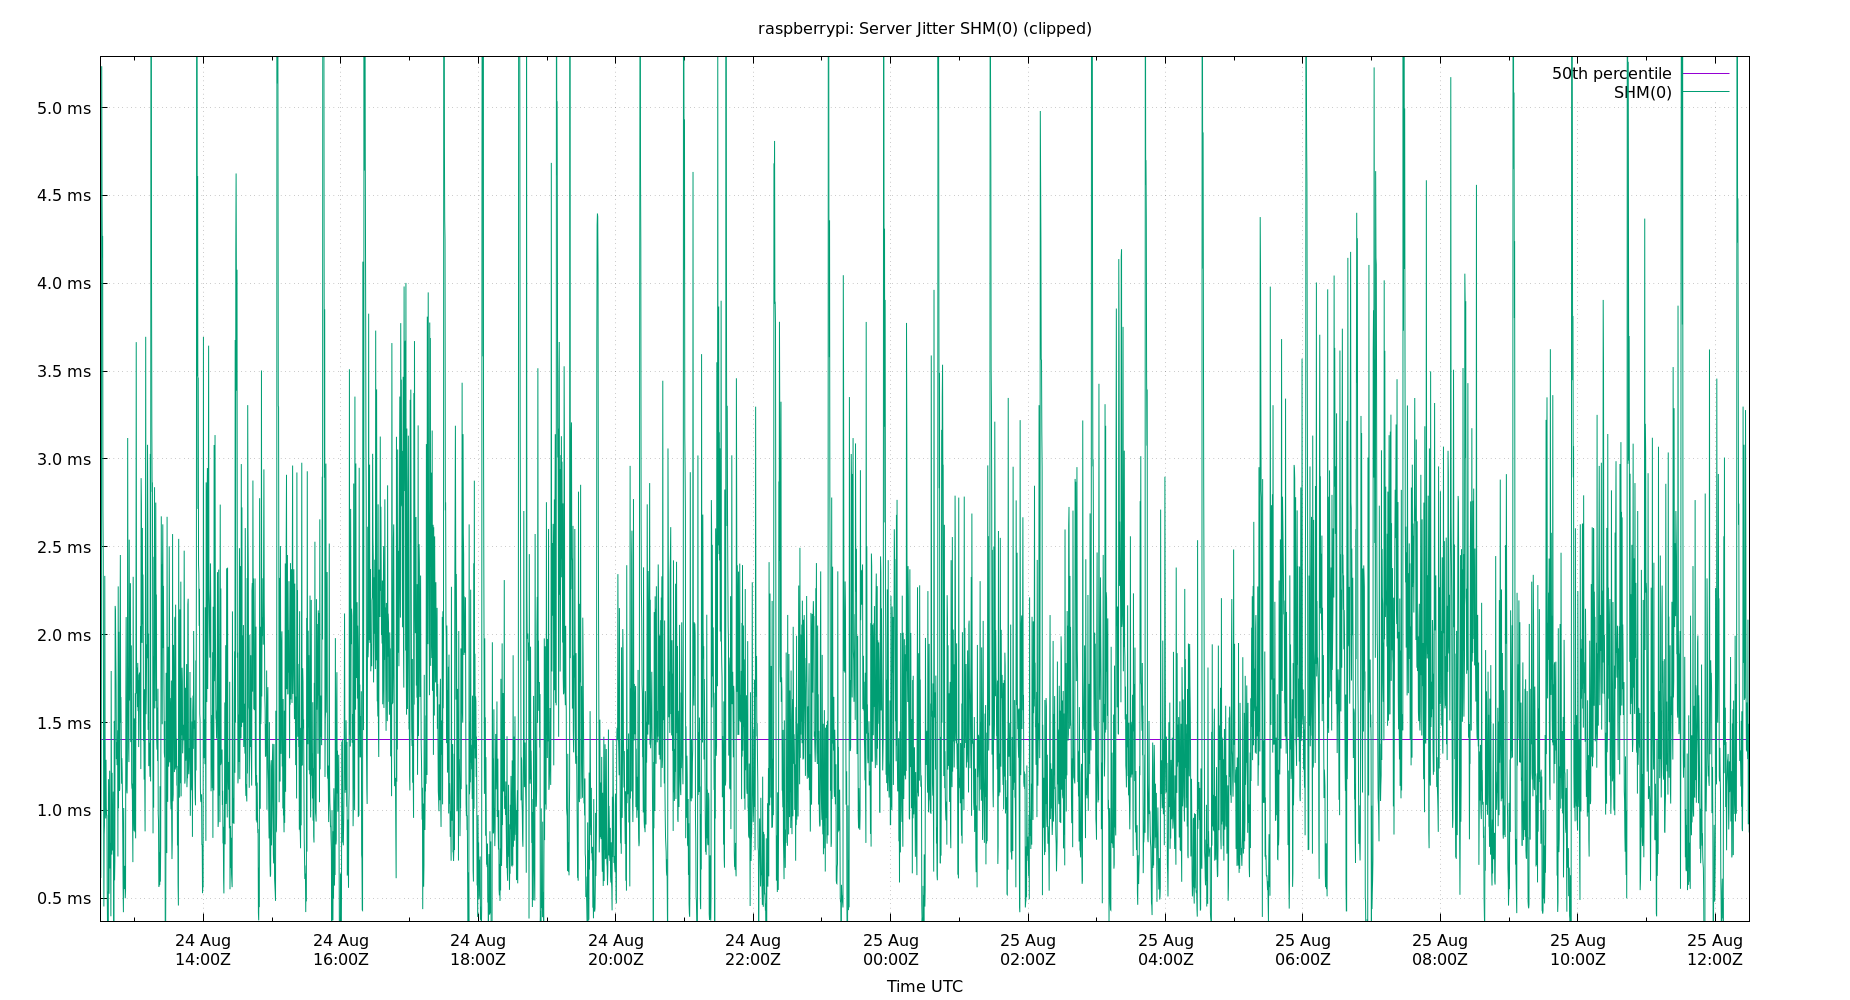 raspberrypi: Server Jitter SHM(0) (clipped)
50th percentile
SHM(0)
5.0 ms
4.5 ms
4.0 ms
3.5 ms
3.0 ms
2.5 ms
2.0 ms
1.5 ms
1.0 ms
0.5 ms
24 Aug 24 Aug 24 Aug 24 Aug 24 Aug 25 Aug 25 Aug 25 Aug 25 Aug 25 Aug 25 Aug 25 Aug
14:00Z 16:00Z 18:00Z 20:00Z 22:00Z 00:00Z 02:00Z 04:00Z 06:00Z 08:00Z 10:00Z 12:00Z
Time UTC